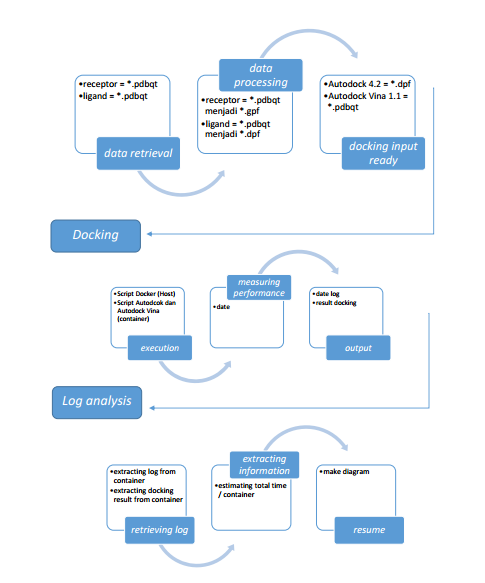 •receptor = *.pdbqt
•ligand = *.pdbqt
data retrieval
data
processing
•receptor = *.pdbqt
menjadi *.gpf
•ligand = *.pdbqt
menjadi *.dpf
•Autodock 4.2 = *.dpf
•Autodock Vina 1.1 =
*.pdbqt
docking input
ready
Docking
•Script Docker (Host)
•Script Autodcok dan
Autodock Vina
(container)
execution
measuring
performance
•date
•date log
•result docking
output
Log analysis
•extracting log from
container
•extracting docking
result from container
retrieving log
extracting
information
•estimating total time
/ container
•make diagram
resume